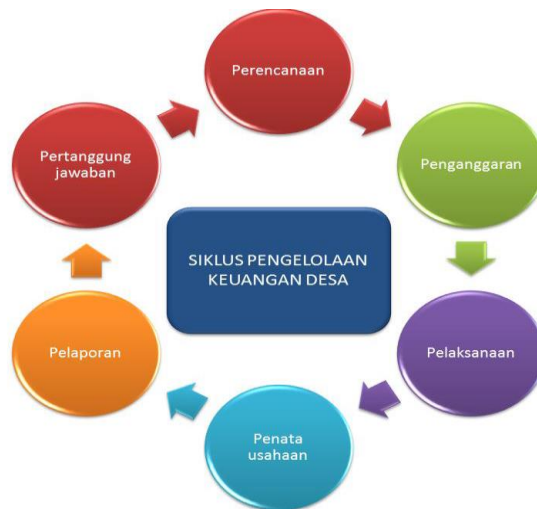 Perencanaan
Penganggaran
Pelaksanaan
Penata
usahaan
Pelaporan
Pertanggung
jawaban
SIKLUS PENGELOLAAN
KEUANGAN DESA